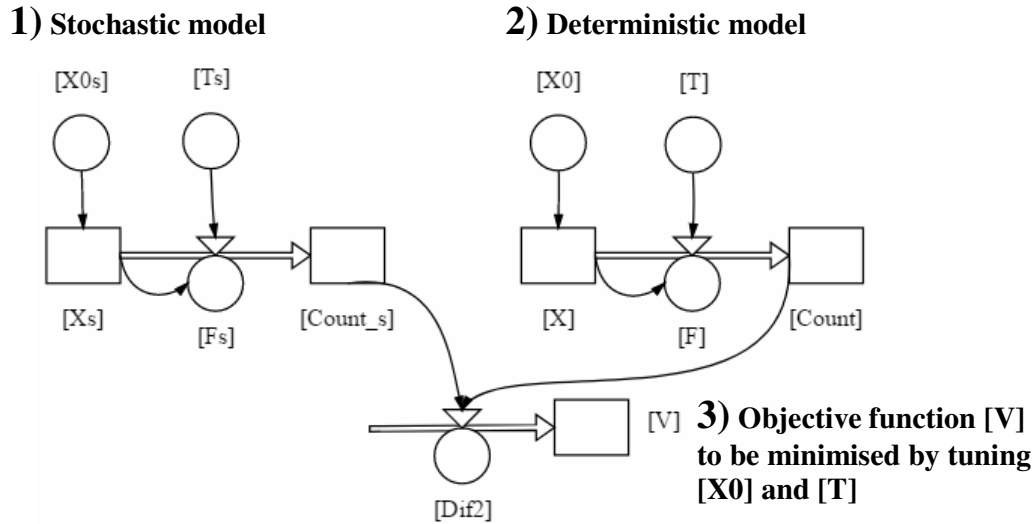 1) Stochastic model
2) Deterministic model
[X0s]
[Ts]
[X0]
[T]
[Xs]
[Fs]
[Count_s]
[X]
[F]
[Count]
[V]
3) Objective function [V]
to be minimised by tuning
[X0] and [T]
[Dif2]